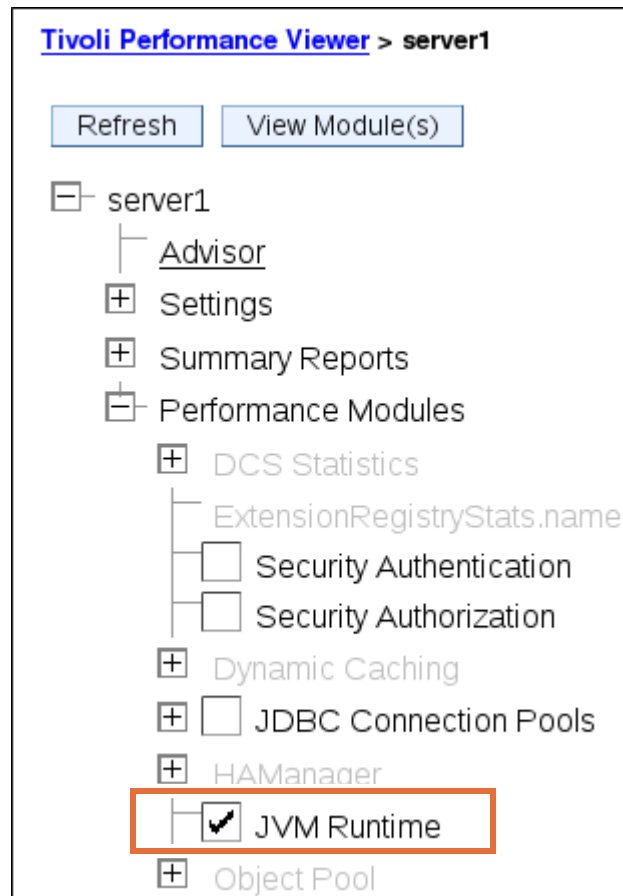 Tivoli Performance Viewer > server1
Refresh View Module(s)
server1
Advisor
Settings
Summary Reports
Performance Modules
DCS Statistics
ExtensionRegistryStats.name
Security Authentication
Security Authorization
Dynamic Caching
JDBC Connection Pools
HAManager
JVM Runtime
Object Pool